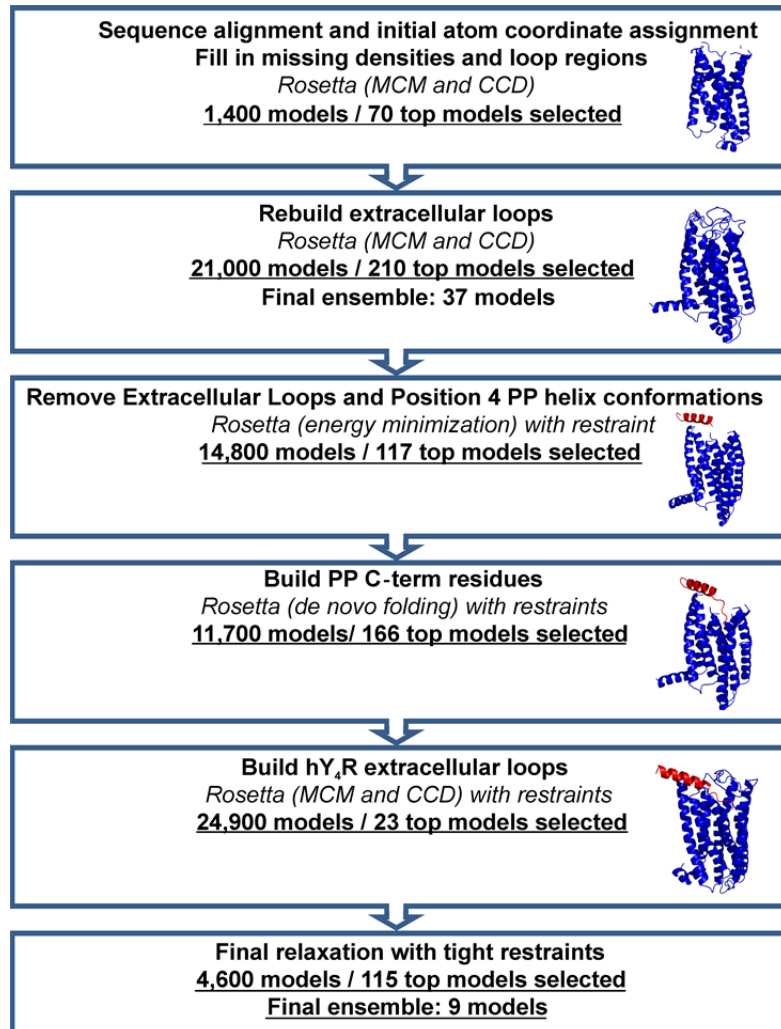 Sequence alignment and initial atom coordinate assignment
Fill in missing densities and loop regions
Rosetta (MCM and CCD)
1,400 models / 70 top models selected
Rebuild extracellular loops
Rosetta (MCM and CCD)
21,000 models / 210 top models selected
Final ensemble: 37 models
Remove Extracellular Loops and Position 4 PP helix conformations
Rosetta (energy minimization) with restraint
14,800 models / 117 top models selected
Build PP C-term residues
Rosetta (de novo folding) with restraints
11,700 models/ 166 top models selected
Build hY₄R extracellular loops
Rosetta (MCM and CCD) with restraints
24,900 models / 23 top models selected
Final relaxation with tight restraints
4,600 models / 115 top models selected
Final ensemble: 9 models